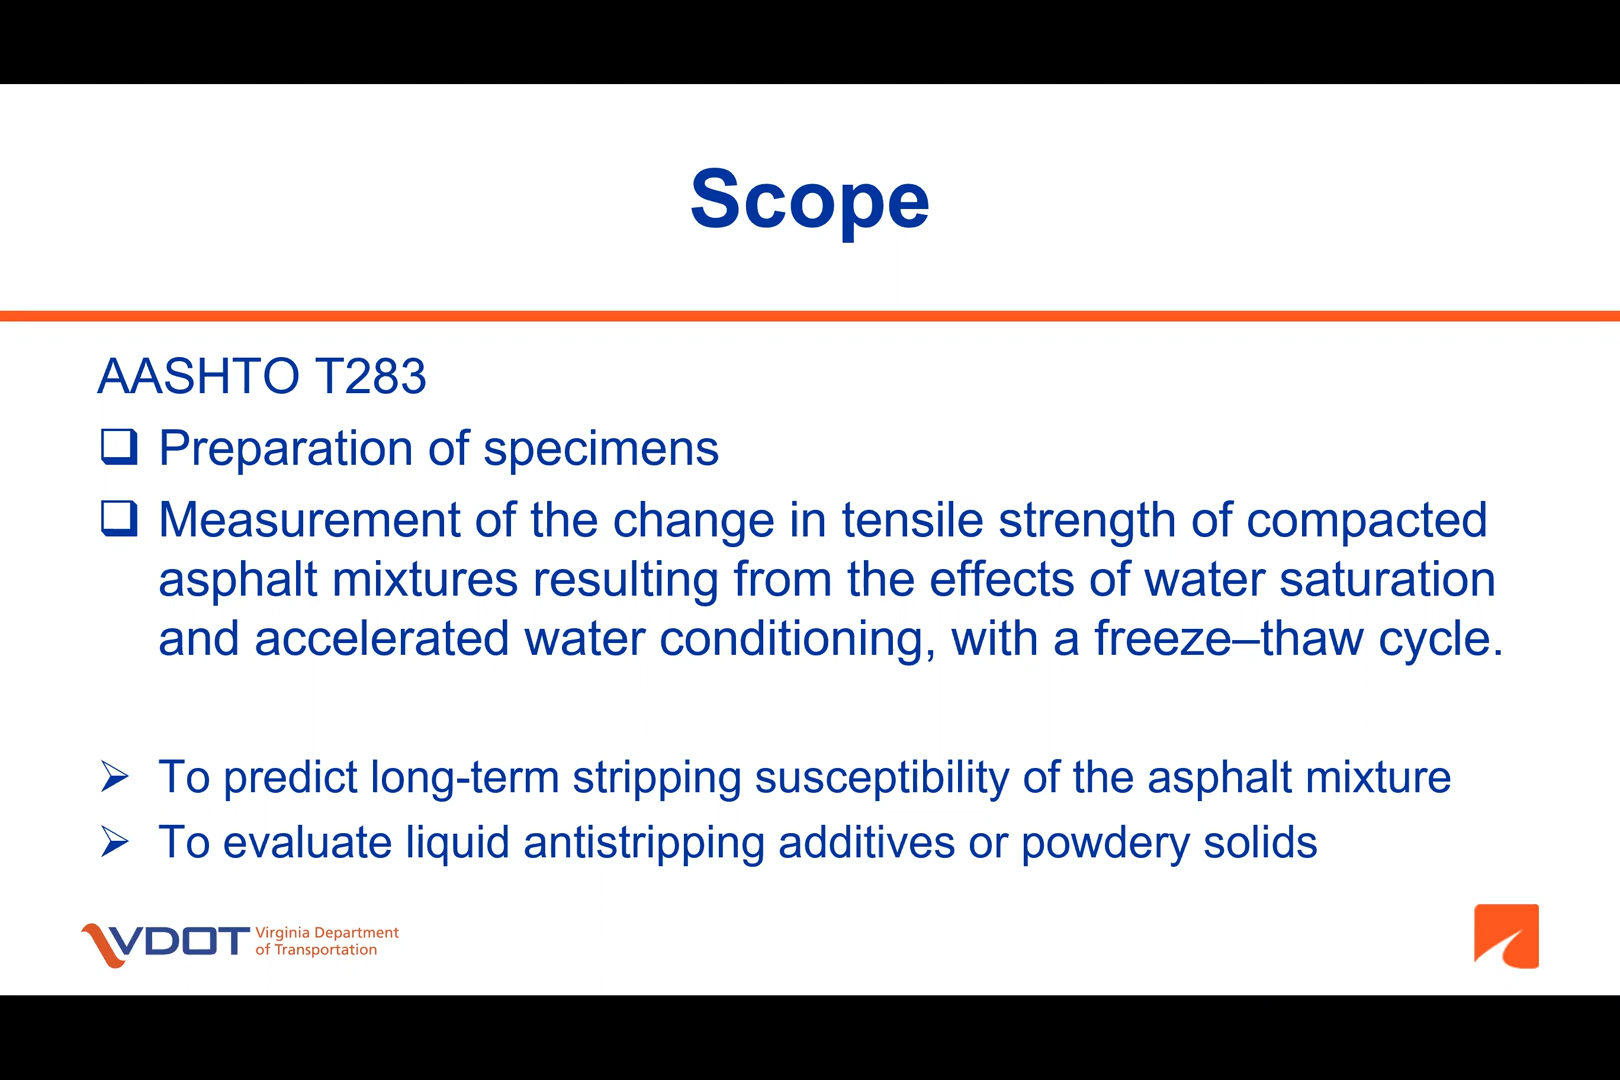 Scope
AASHTO T283
❑ Preparation of specimens
❑ Measurement of the change in tensile strength of compacted
asphalt mixtures resulting from the effects of water saturation
and accelerated water conditioning, with a freeze–thaw cycle.
➢ To predict long-term stripping susceptibility of the asphalt mixture
➢ To evaluate liquid antistripping additives or powdery solids
VDOT Virginia Department
of Transportation